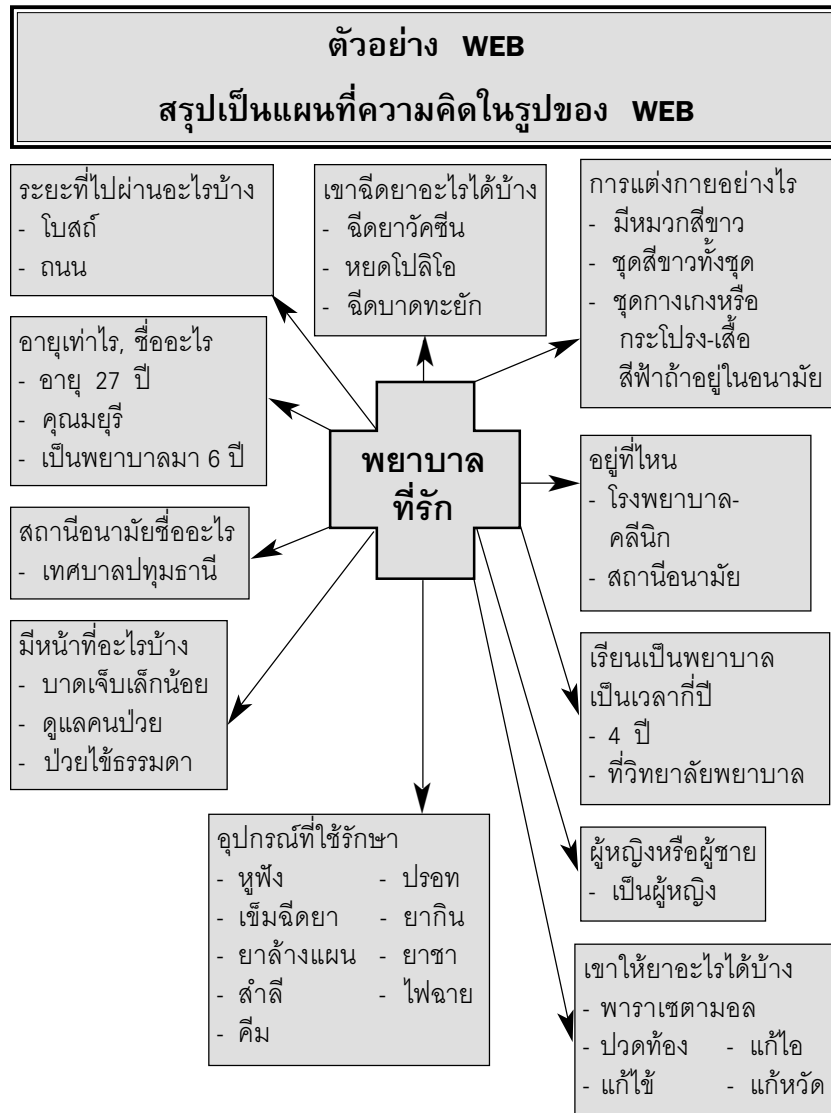 ตัวอย่าง WEB
สรุปเป็นแผนที่ความคิดในรูปของ WEB
ระยะที่ไปผ่านอะไรบ้าง
- โบสถ์
- ถนน
เขาฉีดยาอะไรได้บ้าง
- ฉีดยาวัคซีน
- หยดโปลิโอ
- ฉีดบาดทะยัก
การแต่งกายอย่างไร
- มีหมวกสีขาว
- ชุดสีขาวทั้งชุด
- ชุดกางเกงหรือ
กระโปรง-เสื้อ
สีฟ้าถ้าอยู่ในอนามัย
อายุเท่าไร, ชื่ออะไร
- อายุ 27 ปี
- คุณมยุรี
- เป็นพยาบาลมา 6 ปี
พยาบาล
ที่รัก
อยู่ที่ไหน
- โรงพยาบาล-
คลีนิก
- สถานีอนามัย
สถานีอนามัยชื่ออะไร
- เทศบาลปทุมธานี
มีหน้าที่อะไรบ้าง
- บาดเจ็บเล็กน้อย
- ดูแลคนป่วย
- ป่วยไข้ธรรมดา
เรียนเป็นพยาบาล
เป็นเวลากี่ปี
- 4 ปี
- ที่วิทยาลัยพยาบาล
อุปกรณ์ที่ใช้รักษา
- หูฟัง - ปรอท
- เข็มฉีดยา - ยากิน
- ยาล้างแผน - ยาชา
- สำลี - ไฟฉาย
- คีม
ผู้หญิงหรือผู้ชาย
- เป็นผู้หญิง
เขาให้ยาอะไรได้บ้าง
- พาราเซตามอล
- ปวดท้อง - แก้ไอ
- แก้ไข้ - แก้หวัด